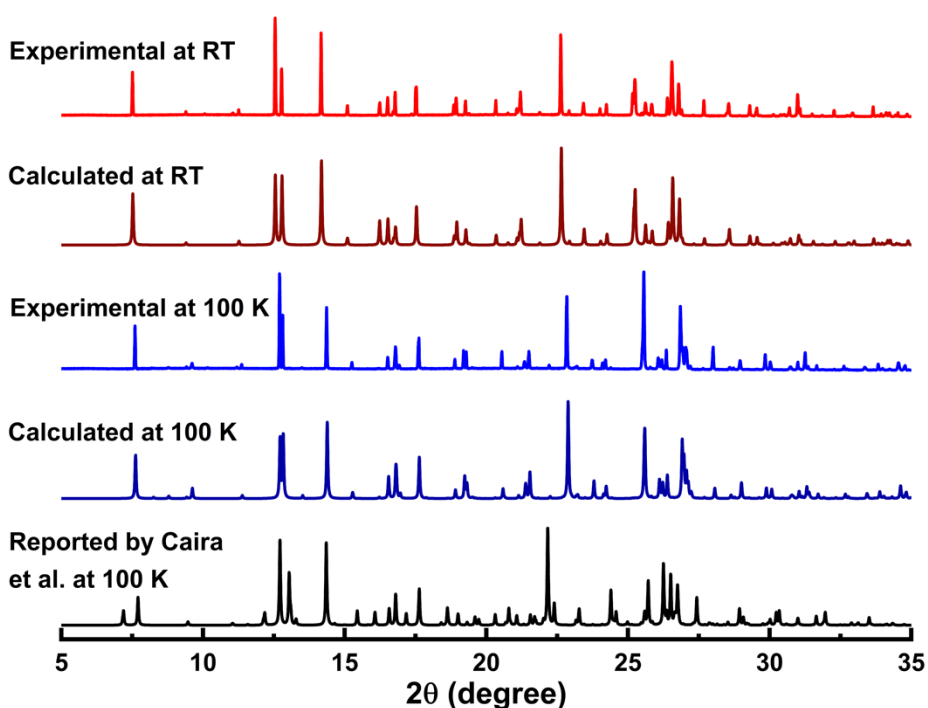 Experimental at RT
Calculated at RT
Experimental at 100 K
Calculated at 100 K
Reported by Caira
et al. at 100 K
5 10 15 20 25 30 35
2θ (degree)